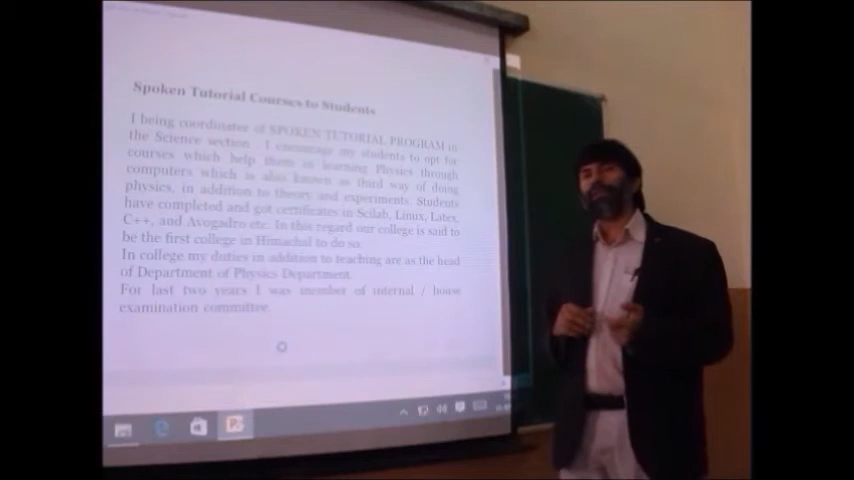 Spoken Tutorial Courses to Students
I being coordinator of SPOKEN TUTORIAL PROGRAM in
the Science section . I encourage my students to opt for
courses which help them in learning Physics through
computers which is also known as third way of doing
physics, in addition to theory and experiments. Students
have completed and got certificates in Scilab, Linux, Latex,
C++, and Avogadro etc. In this regard our college is said to
be the first college in Himachal to do so.
In college my duties in addition to teaching are as the head
of Department of Physics Department.
For last two years I was member of internal / house
examination committee.